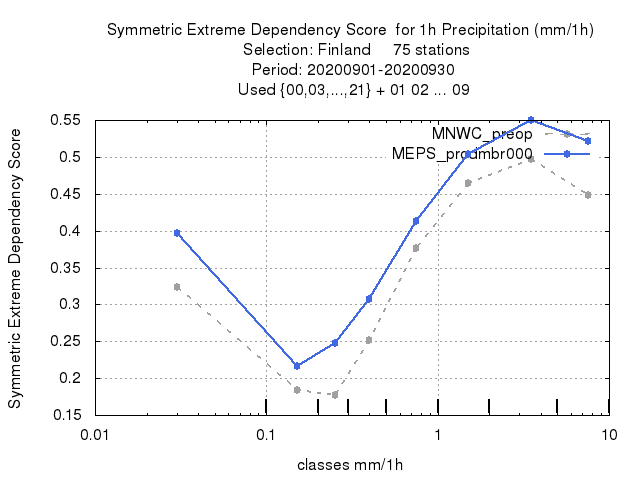 Symmetric Extreme Dependency Score  for 1h Precipitation (mm/1h)
Selection: Finland     75 stations
Period: 20200901-20200930
Used {00,03,...,21} + 01 02 ... 09
Symmetric Extreme Dependency Score
0.55
0.5
0.45
0.4
0.35
0.3
0.25
0.2
0.15
MNWC_preop
MEPS_prodmbr000
0.01 0.1 1 10
classes mm/1h